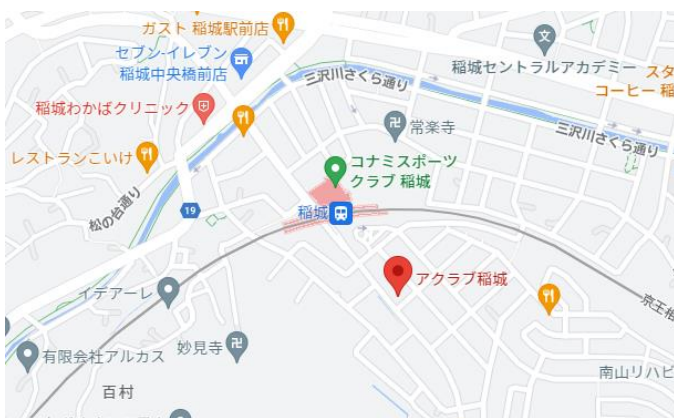 ガスト 稲城駅前店
セブン-イレブン
稲城中央橋前店
三沢川さくら通り
稲城セントラルアカデミー
スタ
コーヒー 稲
稲城わかばクリニック
常楽寺
三沢川さくら通り
レストランこいけ
コナミスポーツ
クラブ 稲城
松の台通り
19
稲城
アクラブ稲城
イデアーレ
京王相
有限会社アルカス
妙見寺
南山リハビ
百村